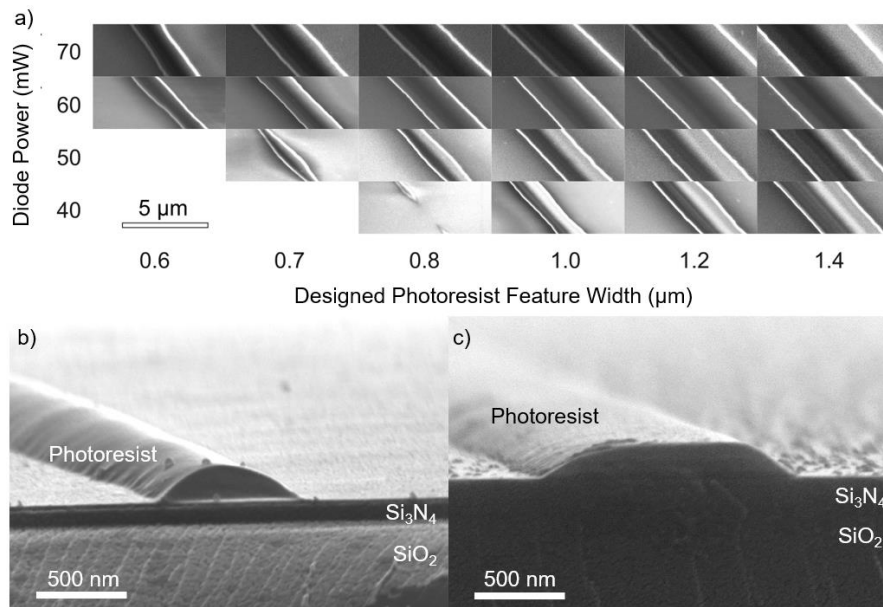 a)
Diode Power (mW)
70
60
50
40
5 µm
0.6 0.7 0.8 1.0 1.2 1.4
Designed Photoresist Feature Width (µm)
b)
Photoresist
Si₃N₄
SiO₂
500 nm
c)
Photoresist
Si₃N₄
SiO₂
500 nm